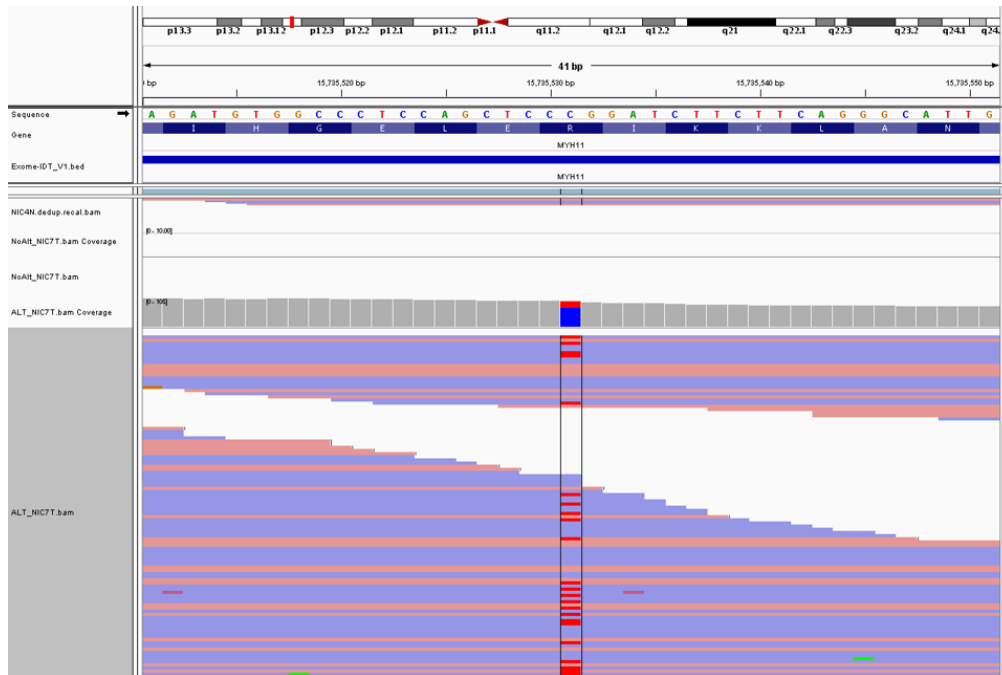 p13.3 p13.2 p13.12 p12.3 p12.2 p12.1 p11.2 p11.1 q11.2 q12.1 q12.2 q21 q22.1 q22.3 q23.2 q24.1 q24.
41 bp
bp 15,735,520 bp 15,735,530 bp 15,735,540 bp 15,735,550 bp
Sequence A G A T G T G G C C C T C C A G C T C C C G G A T C T T C T T C A G G G C A T T G
Gene I H G E L E R I K K L A N
MYH11
Exome-IDT_V1.bed
MYH11
NIC4N.dedup.recal.bam
[0 - 10.00]
NoAlt_NIC7T.bam Coverage
NoAlt_NIC7T.bam
[0 - 105]
ALT_NIC7T.bam Coverage
ALT_NIC7T.bam